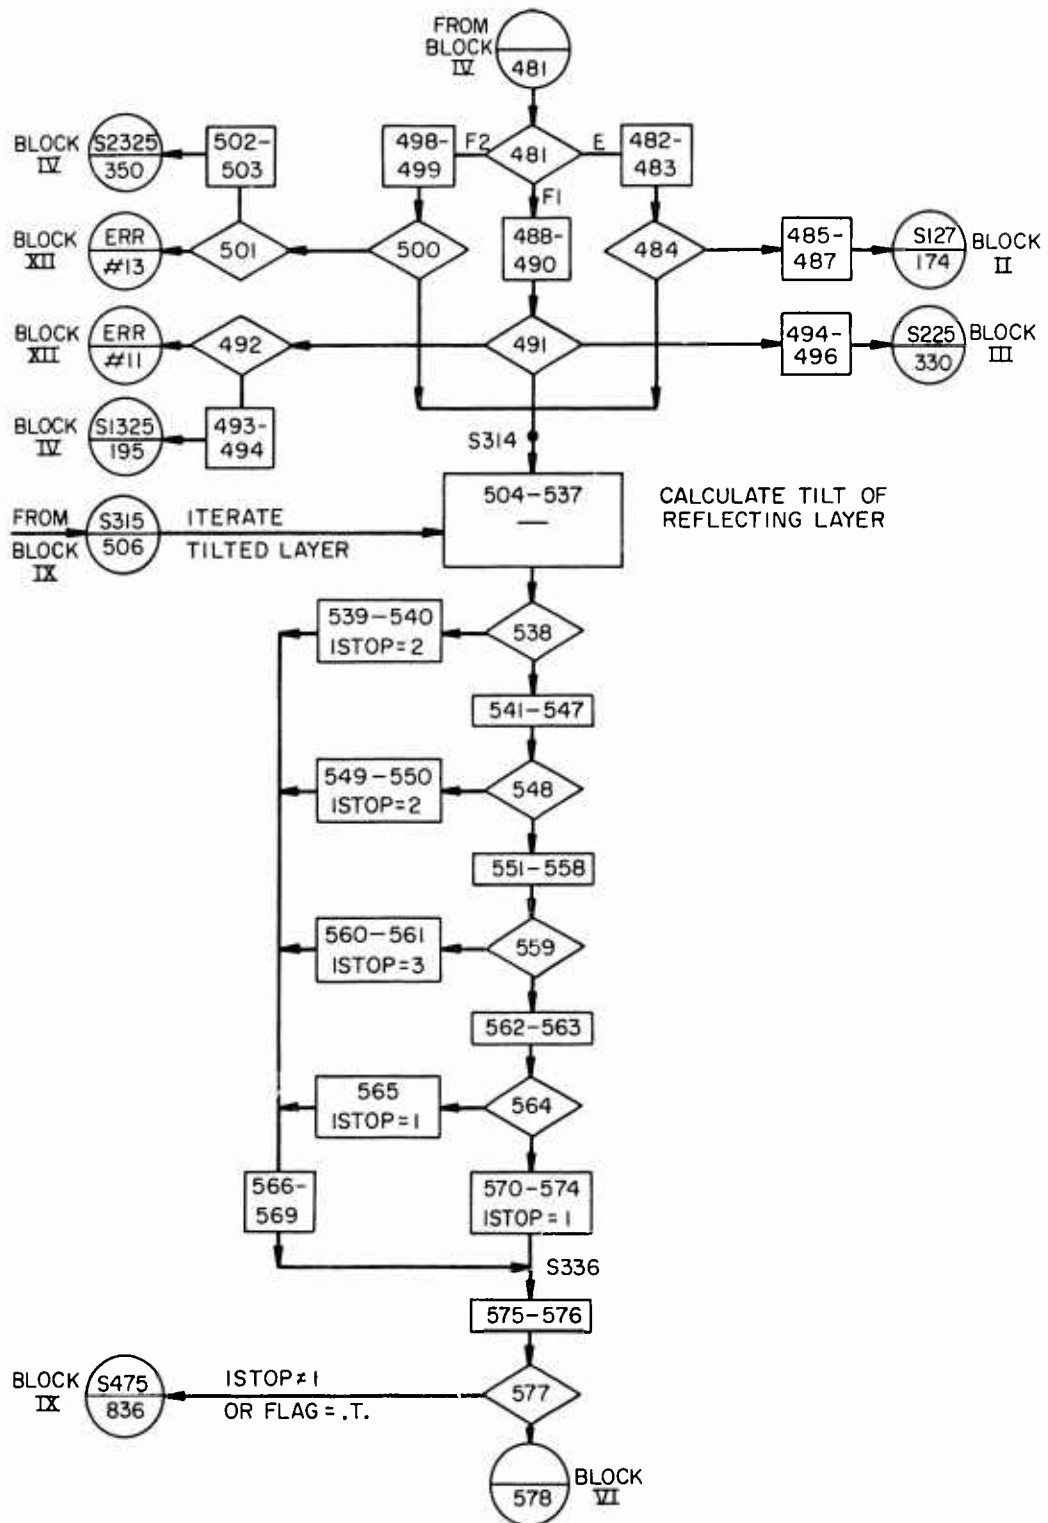 FROM
BLOCK
IV
481
BLOCK
IV
S2325
350
502-
503
498-
499
F2
481
E
482-
483
F1
BLOCK
XII
ERR
#13
501
500
488-
490
484
485-
487
S127
174
BLOCK
II
BLOCK
XII
ERR
#11
492
491
494-
496
S225
330
BLOCK
III
BLOCK
IV
S1325
195
493-
494
S314
504-537
CALCULATE TILT OF
REFLECTING LAYER
FROM
BLOCK
IX
S315
506
ITERATE
TILTED LAYER
539-540
ISTOP=2
538
541-547
549-550
ISTOP=2
548
551-558
560-561
ISTOP=3
559
562-563
565
ISTOP=1
564
566-
569
570-574
ISTOP=1
S336
575-576
BLOCK
IX
S475
836
ISTOP≠1
OR FLAG=.T.
577
578
BLOCK
VI